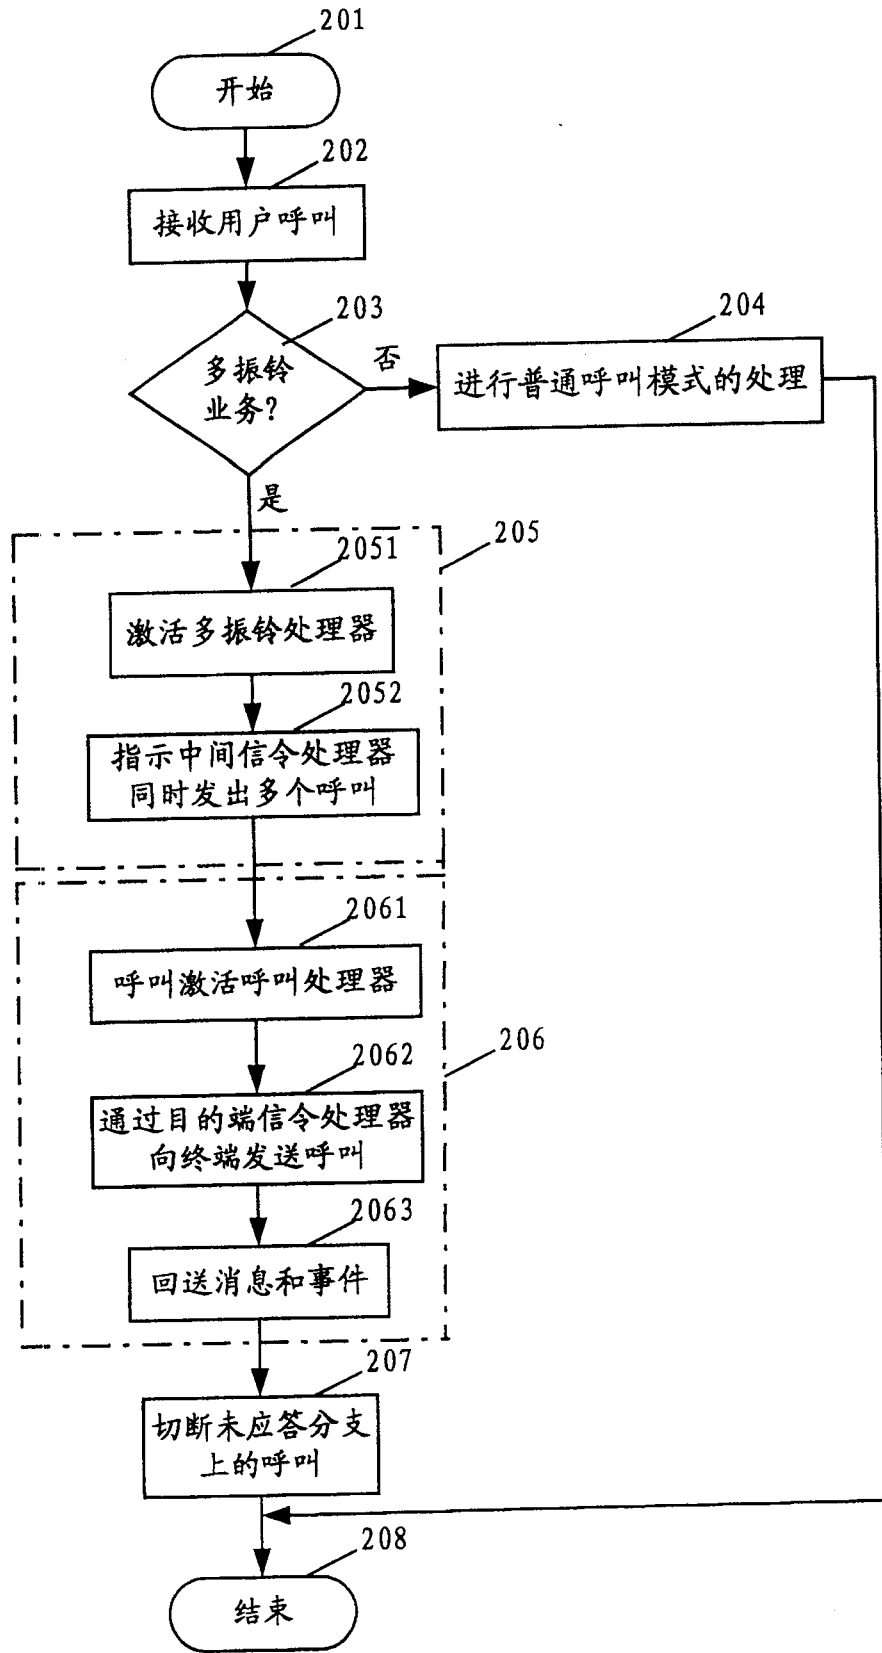 201
开始
202
接收用户呼叫
203
多振铃
业务?
否
204
进行普通呼叫模式的处理
是
205
2051
激活多振铃处理器
2052
指示中间信令处理器
同时发出多个呼叫
2061
呼叫激活呼叫处理器
206
2062
通过目的端信令处理器
向终端发送呼叫
2063
回送消息和事件
207
切断未应答分支
上的呼叫
208
结束